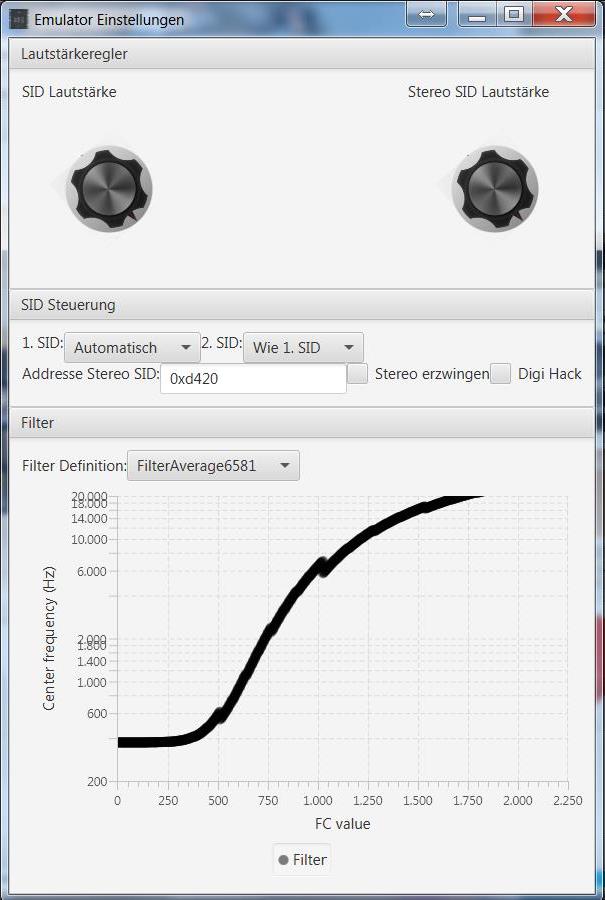 Emulator Einstellungen
Lautstärkeregler
SID Lautstärke Stereo SID Lautstärke
SID Steuerung
1. SID: Automatisch 2. SID: Wie 1. SID
Addresse Stereo SID: 0xd420 Stereo erzwingen Digi Hack
Filter
Filter Definition: FilterAverage6581
20.000
18.000
14.000
10.000
6.000
2.000
1.800
1.400
1.000
600
200
Center frequency (Hz)
0 250 500 750 1.000 1.250 1.500 1.750 2.000 2.250
FC value
Filter